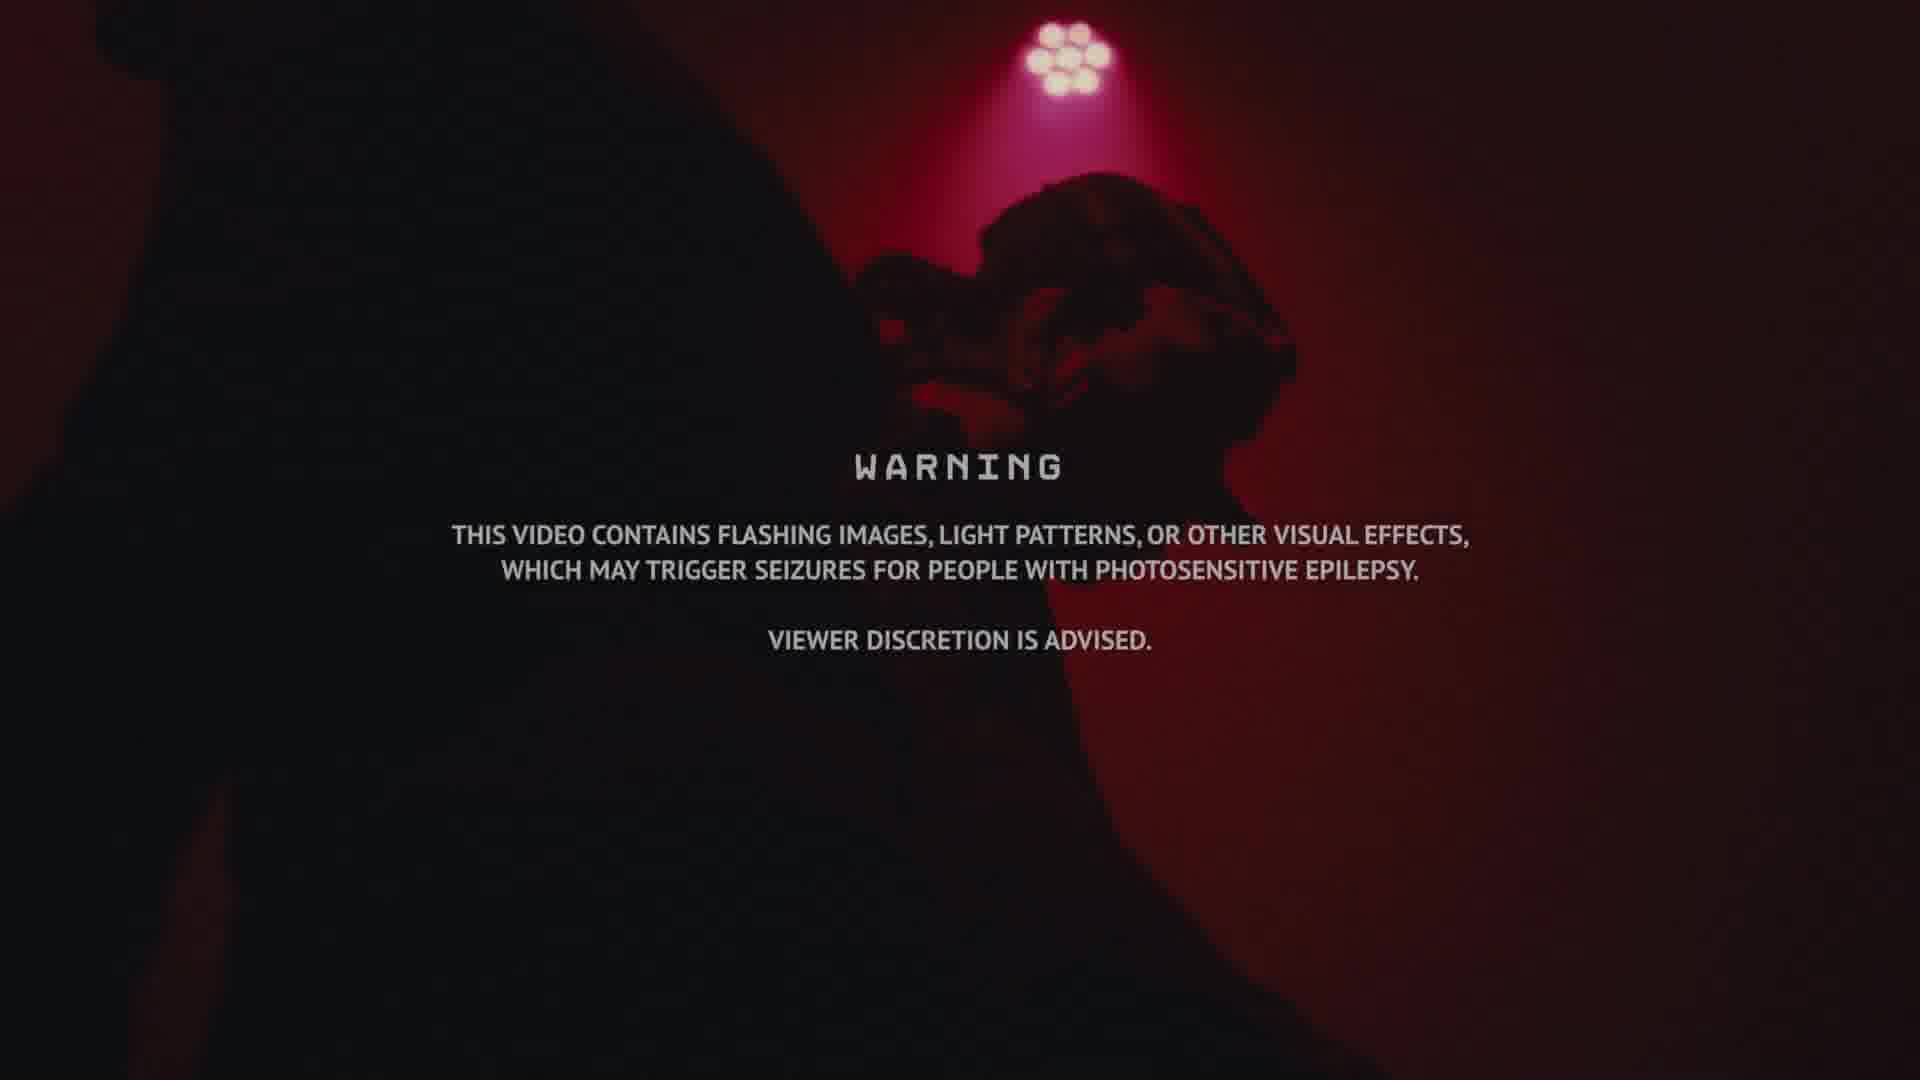 WARNING
THIS VIDEO CONTAINS FLASHING IMAGES, LIGHT PATTERNS, OR OTHER VISUAL EFFECTS,
WHICH MAY TRIGGER SEIZURES FOR PEOPLE WITH PHOTOSENSITIVE EPILEPSY.
VIEWER DISCRETION IS ADVISED.